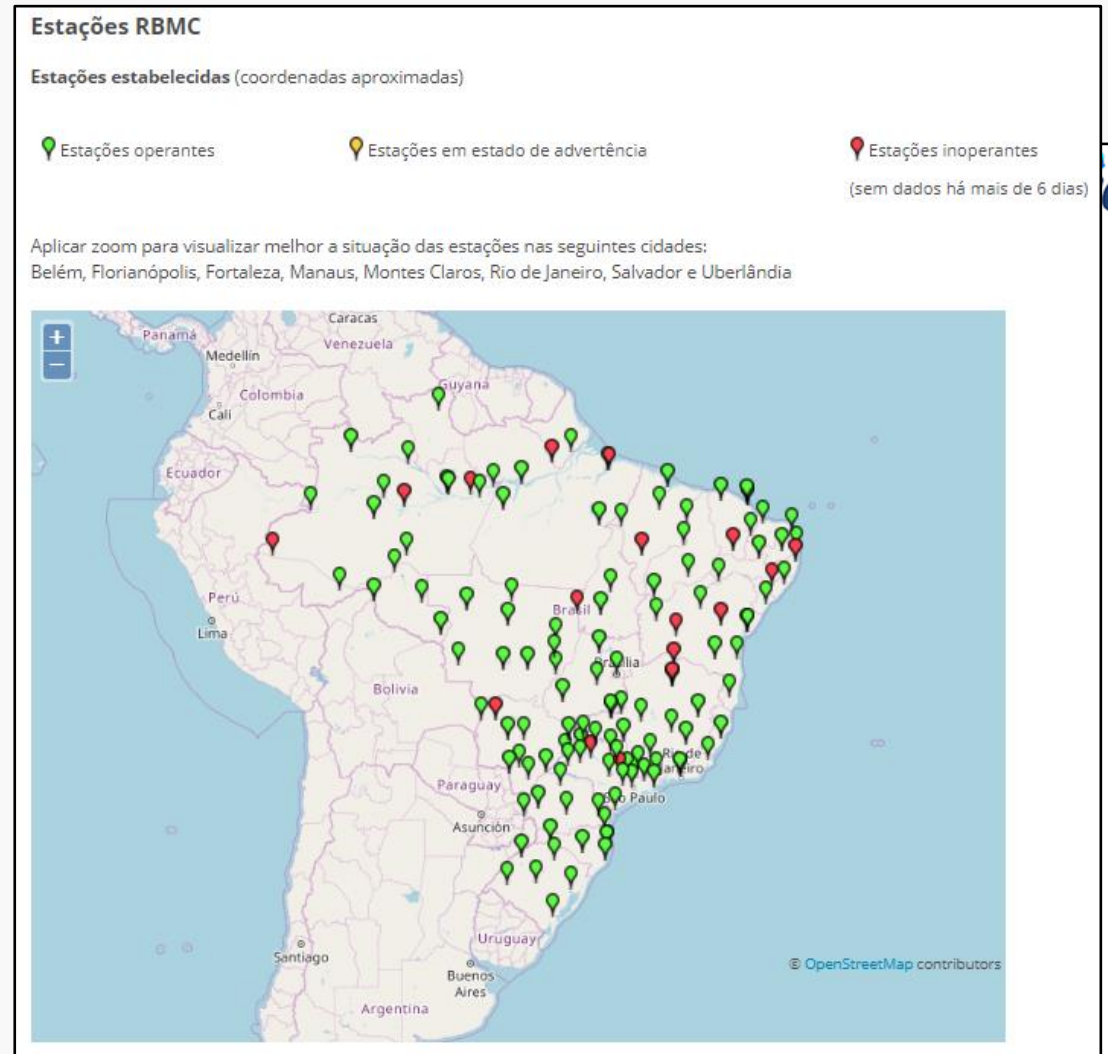 Estações RBMC
Estações estabelecidas (coordenadas aproximadas)
Estações operantes
Estações em estado de advertência
Estações inoperantes
(sem dados há mais de 6 dias)
Aplicar zoom para visualizar melhor a situação das estações nas seguintes cidades:
Belém, Florianópolis, Fortaleza, Manaus, Montes Claros, Rio de Janeiro, Salvador e Uberlândia
+
−
Caracas
Panamá
Venezuela
Medellín
Guyana
Colombia
Cali
Ecuador
Perú
Brasil
Lima
Brasília
Bolivia
Rio de
Janeiro
Paraguay
São Paulo
Asunción
Uruguay
Santiago
Buenos
Aires
Argentina
© OpenStreetMap contributors